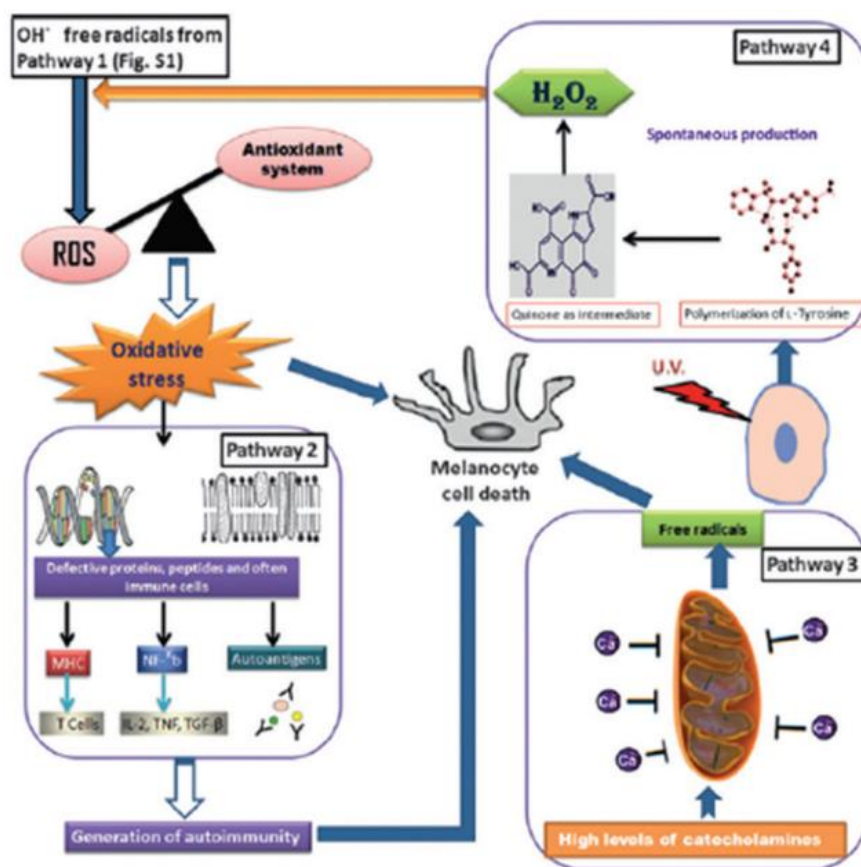 OH• free radicals from
Pathway 1 (Fig. S1)
Antioxidant
system
ROS
Oxidative
stress
Pathway 4
H₂O₂
Spontaneous production
Quinone as intermediate
Polymerization of L-Tyrosine
U.V.
Melanocyte
cell death
Pathway 2
Defective proteins, peptides and often
immune cells
MHC
NF-ᴷb
Autoantigens
T Cells
IL-2, TNF, TGF-β
Generation of autoimmunity
Free radicals
Pathway 3
Ca
Ca
Ca
Ca
Ca
High levels of catecholamines